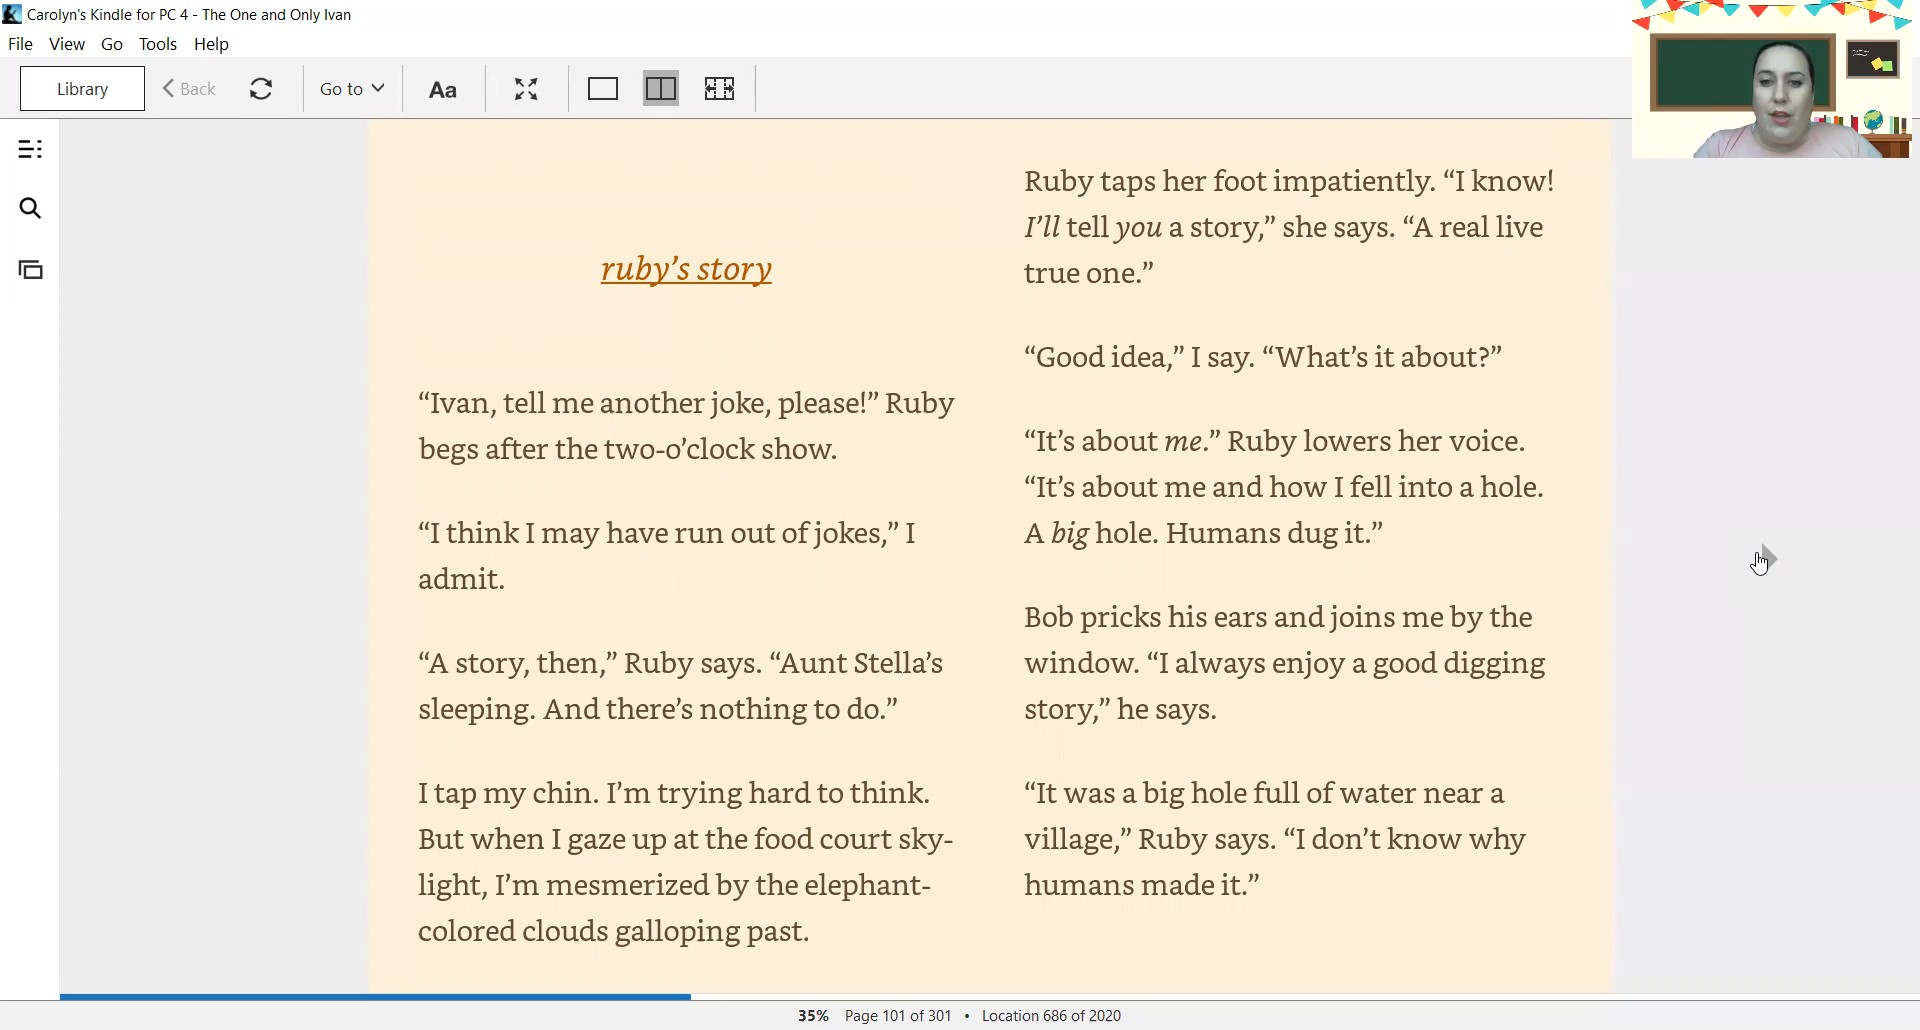 Carolyn's Kindle for PC 4 - The One and Only Ivan
File View Go Tools Help
Library Back Go to Aa
ruby’s story
“Ivan, tell me another joke, please!” Ruby
begs after the two-o’clock show.
“I think I may have run out of jokes,” I
admit.
“A story, then,” Ruby says. “Aunt Stella’s
sleeping. And there’s nothing to do.”
I tap my chin. I’m trying hard to think.
But when I gaze up at the food court sky-
light, I’m mesmerized by the elephant-
colored clouds galloping past.
Ruby taps her foot impatiently. “I know!
I’ll tell you a story,” she says. “A real live
true one.”
“Good idea,” I say. “What’s it about?”
“It’s about me.” Ruby lowers her voice.
“It’s about me and how I fell into a hole.
A big hole. Humans dug it.”
Bob pricks his ears and joins me by the
window. “I always enjoy a good digging
story,” he says.
“It was a big hole full of water near a
village,” Ruby says. “I don’t know why
humans made it.”
35% Page 101 of 301 • Location 686 of 2020